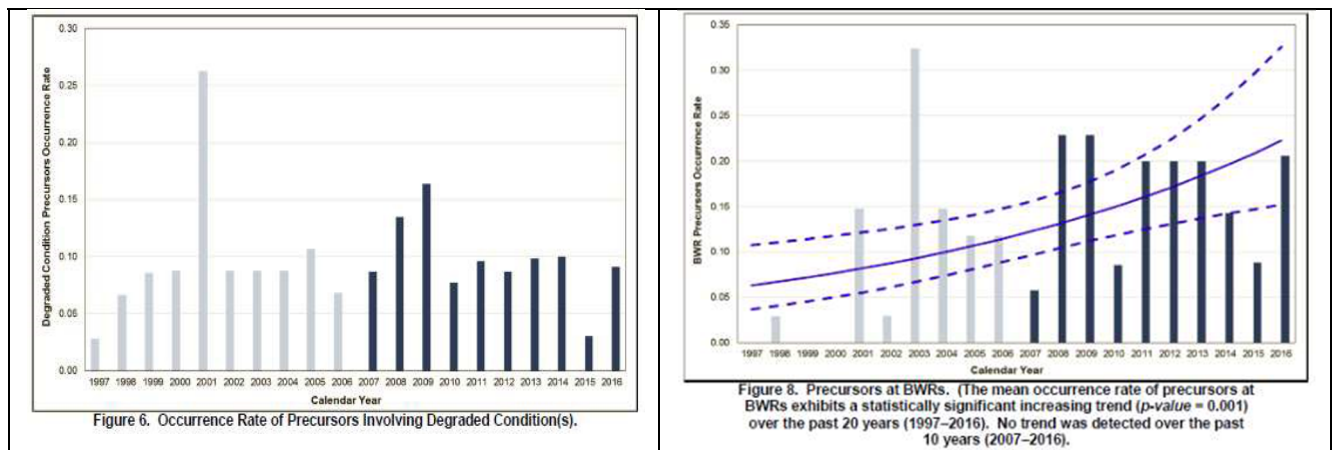 0.30
0.25
0.20
0.15
0.10
0.05
0.00
Degraded Condition Precursors Occurrence Rate
1997 1998 1999 2000 2001 2002 2003 2004 2005 2006 2007 2008 2009 2010 2011 2012 2013 2014 2015 2016
Calendar Year
Figure 6. Occurrence Rate of Precursors Involving Degraded Condition(s).
0.35
0.30
0.25
0.20
0.15
0.10
0.05
0.00
BWR Precursors Occurrence Rate
1997 1998 1999 2000 2001 2002 2003 2004 2005 2006 2007 2008 2009 2010 2011 2012 2013 2014 2015 2016
Calendar Year
Figure 8. Precursors at BWRs. (The mean occurrence rate of precursors at
BWRs exhibits a statistically significant increasing trend (p-value = 0.001)
over the past 20 years (1997–2016). No trend was detected over the past
10 years (2007–2016).